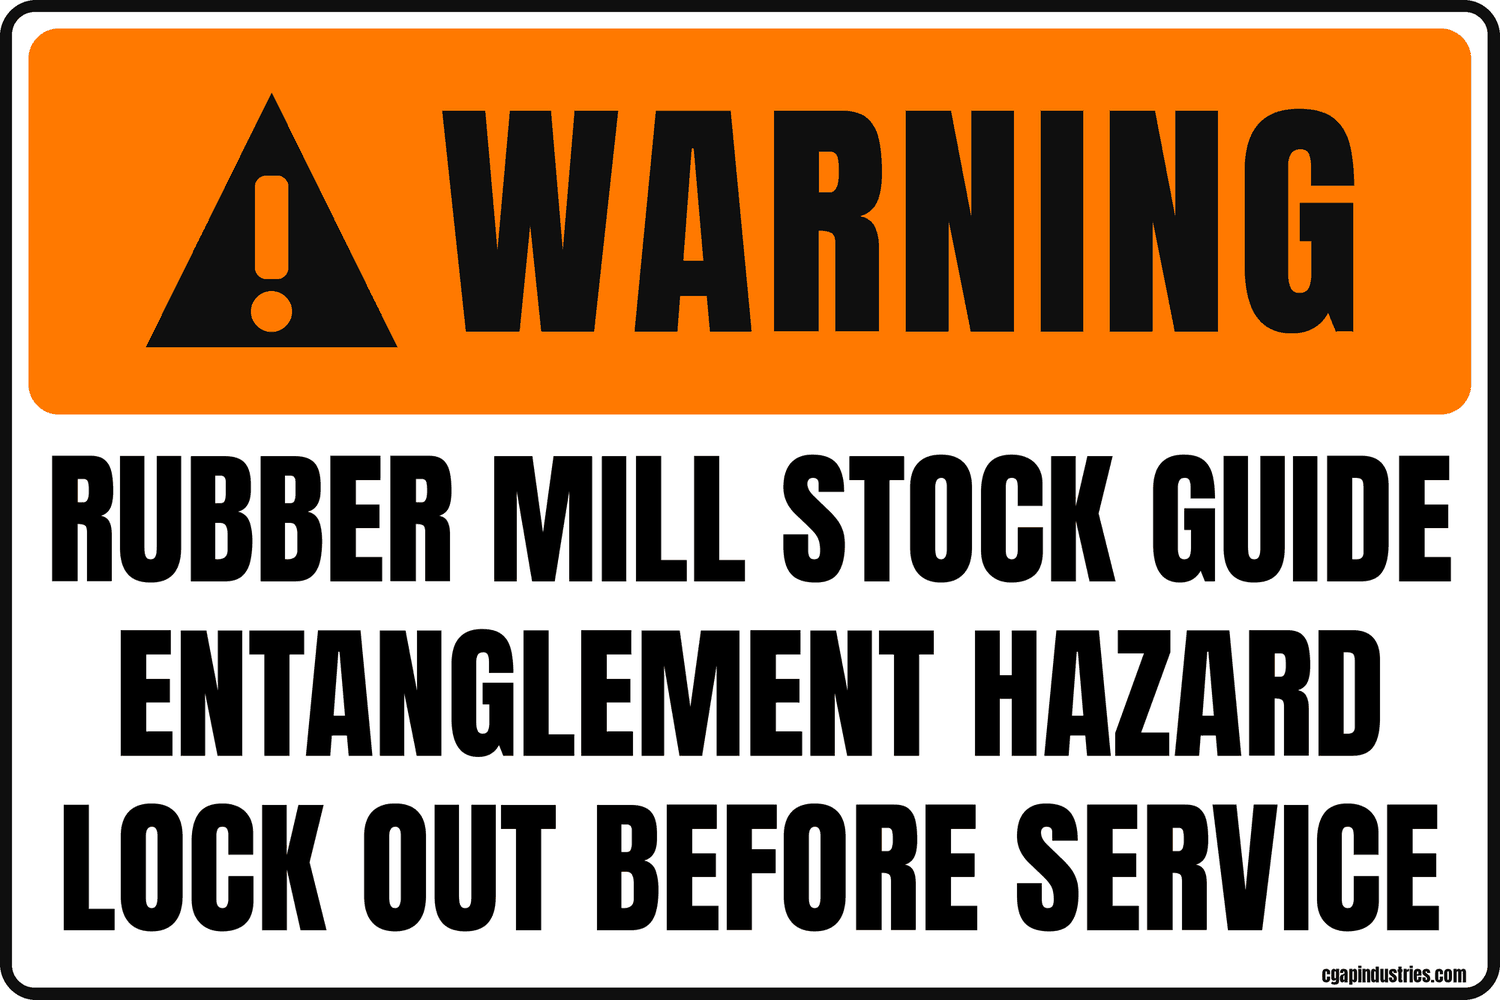 WARNING
RUBBER MILL STOCK GUIDE
ENTANGLEMENT HAZARD
LOCK OUT BEFORE SERVICE
cgapindustries.com